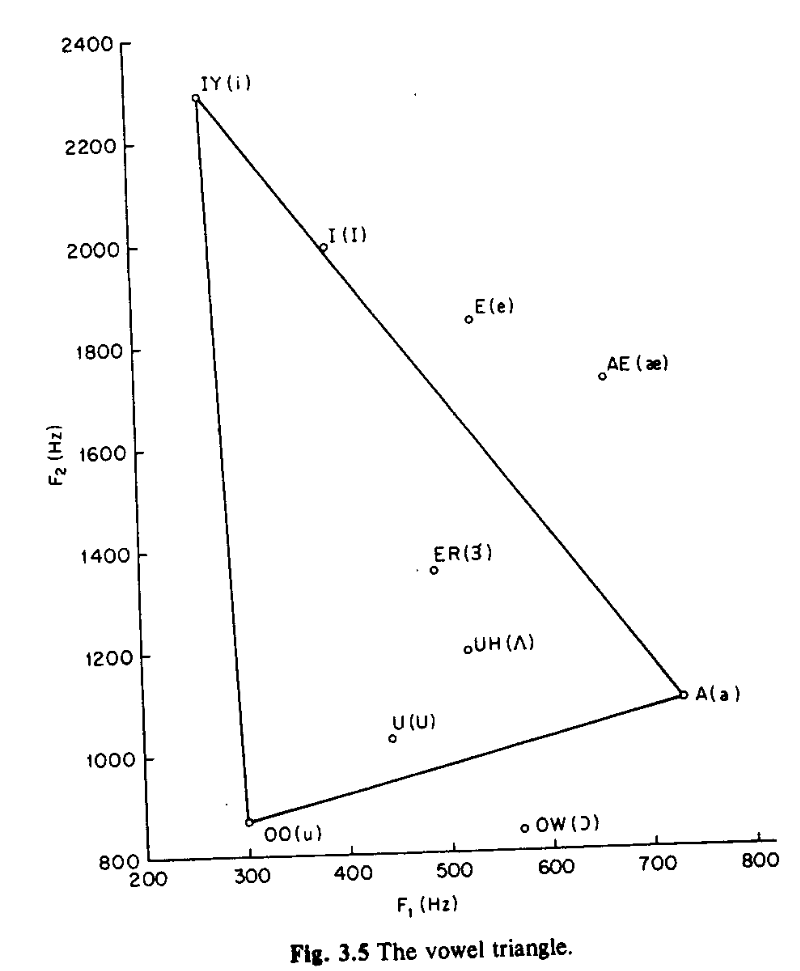 2400
IY (i)
2200
I (I)
2000
E(e)
1800
AE (æ)
F₂ (Hz)
1600
ER(ɝ)
1400
UH (Λ)
1200
A(a)
U(U)
1000
OO(u)
OW(Ɔ)
800
200 300 400 500 600 700 800
F₁ (Hz)
Fig. 3.5 The vowel triangle.